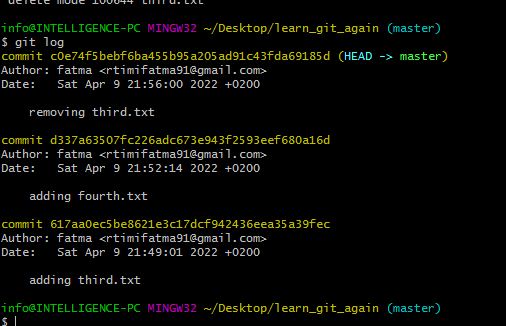 delete mode 100644 third.txt
info@INTELLIGENCE-PC MINGW32 ~/Desktop/learn_git_again (master)
$ git log
commit c0e74f5bebf6ba455b95a205ad91c43fda69185d (HEAD -> master)
Author: fatma <rtimifatma91@gmail.com>
Date:   Sat Apr 9 21:56:00 2022 +0200
removing third.txt
commit d337a63507fc226adc673e943f2593eef680a16d
Author: fatma <rtimifatma91@gmail.com>
Date:   Sat Apr 9 21:52:14 2022 +0200
adding fourth.txt
commit 617aa0ec5be8621e3c17dcf942436eea35a39fec
Author: fatma <rtimifatma91@gmail.com>
Date:   Sat Apr 9 21:49:01 2022 +0200
adding third.txt
info@INTELLIGENCE-PC MINGW32 ~/Desktop/learn_git_again (master)
$